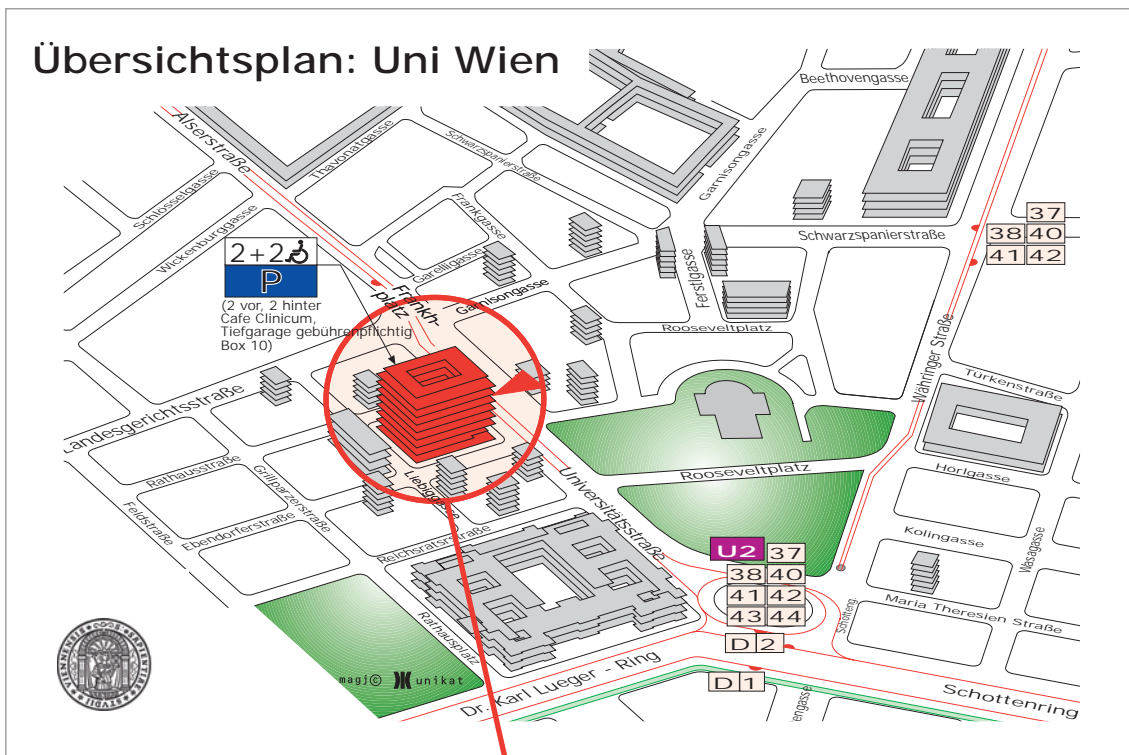 Übersichtsplan: Uni Wien
Beethovengasse
Alserstraße
Thavonatgasse
Schwarzspanierstraße
Garnisongasse
Schlösselgasse
Wickenburggasse
Frankgasse
Garelligasse
Schwarzspanierstraße
37
38 40
41 42
2+2
P
(2 vor, 2 hinter
Cafe Clinicum,
Tiefgarage gebührenpflichtig
Box 10)
Frankh-
platz
Garnisongasse
Ferstlgasse
Rooseveltplatz
Währinger Straße
Türkenstraße
Landesgerichtsstraße
Rathausstraße
Grillparzerstraße
Liebiggasse
Universitätsstraße
Rooseveltplatz
Hörlgasse
Feldstraße
Ebendorferstraße
Reichsratsstraße
Kolingasse
Wasagasse
U2 37
38 40
41 42
43 44
D 2
D 1
Schotteng.
Maria Theresien Straße
Rathausplatz
magj© unikat
Dr. Karl Lueger - Ring
Schottenring
engasse